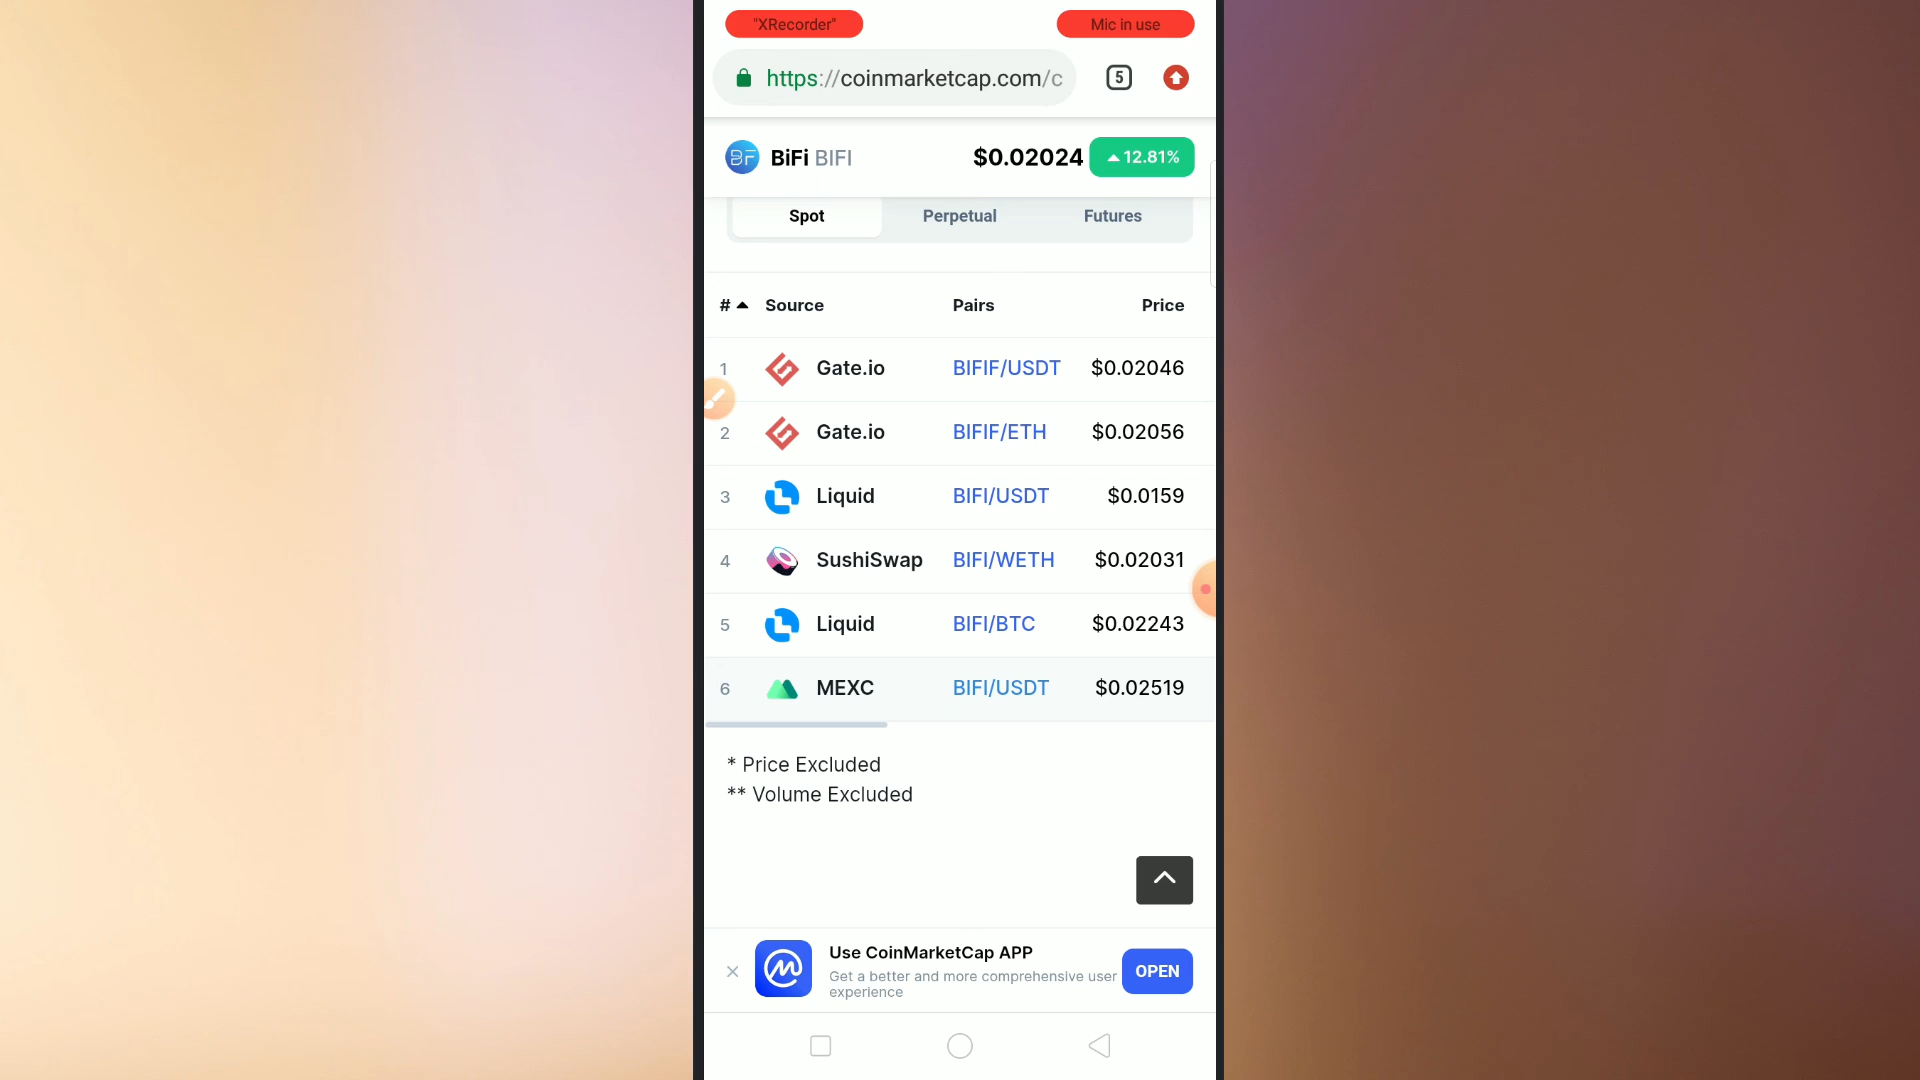 "XRecorder" Mic in use
https://coinmarketcap.com/c 5
BF BiFi BIFI $0.02024 12.81%
Spot Perpetual Futures
# Source Pairs Price
1 Gate.io BIFIF/USDT $0.02046
2 Gate.io BIFIF/ETH $0.02056
3 Liquid BIFI/USDT $0.0159
4 SushiSwap BIFI/WETH $0.02031
5 Liquid BIFI/BTC $0.02243
6 MEXC BIFI/USDT $0.02519
* Price Excluded
** Volume Excluded
Use CoinMarketCap APP
Get a better and more comprehensive user
experience
OPEN